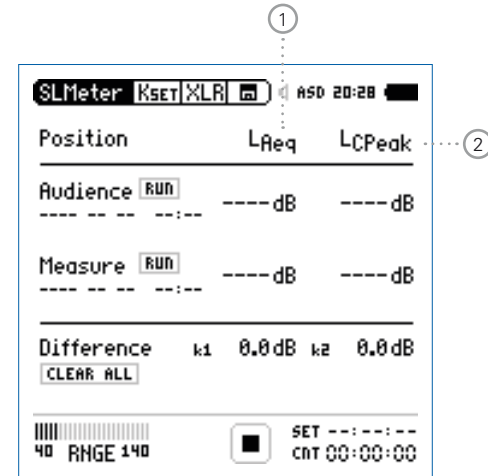 1
SLMeter KSET XLR ASD 20:28
Position LAeq LCPeak 2
Audience RUN ----dB ----dB
---- -- -- --:--
Measure RUN ----dB ----dB
---- -- -- --:--
Difference k1 0.0dB k2 0.0dB
CLEAR ALL
SET --:--:--
40 RNGE 140 CNT 00:00:00